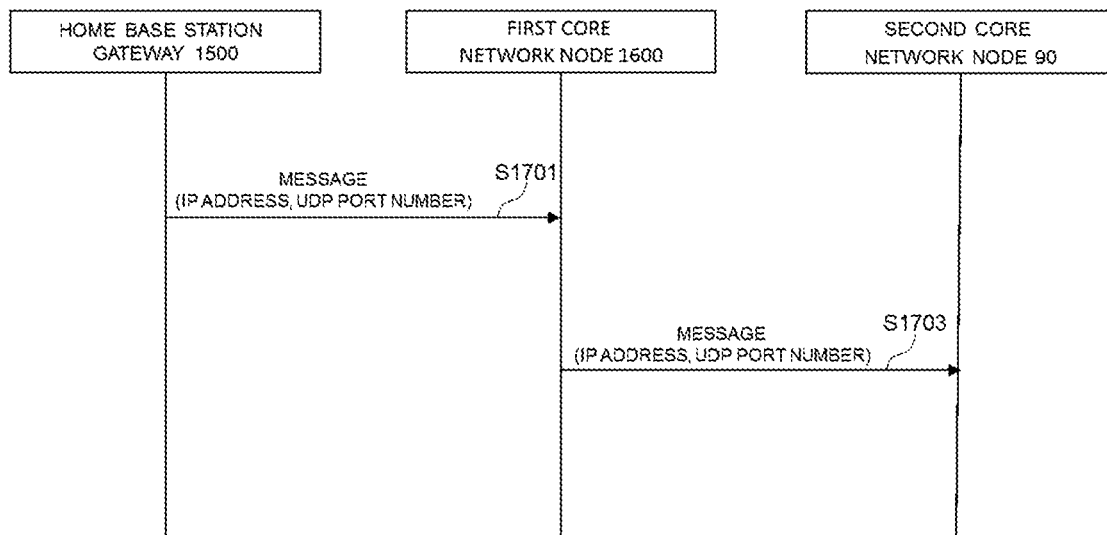 HOME BASE STATION
GATEWAY 1500
FIRST CORE
NETWORK NODE 1600
SECOND CORE
NETWORK NODE 90
MESSAGE
(IP ADDRESS, UDP PORT NUMBER)
S1701
MESSAGE
(IP ADDRESS, UDP PORT NUMBER)
S1703